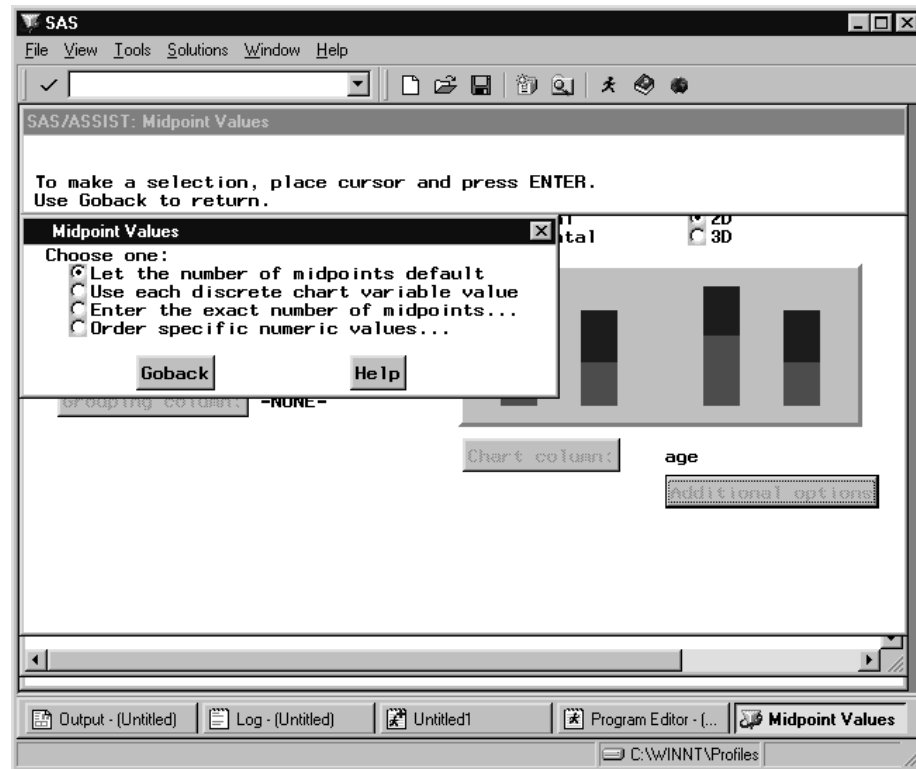 SAS
File View Tools Solutions Window Help
SAS/ASSIST: Midpoint Values
To make a selection, place cursor and press ENTER.
Use Goback to return.
Midpoint Values
Choose one:
Let the number of midpoints default
Use each discrete chart variable value
Enter the exact number of midpoints...
Order specific numeric values...
Goback Help
2D
3D
Grouping column: -NONE-
Chart column: age
Additional options
Output - (Untitled) Log - (Untitled) Untitled1 Program Editor - (... Midpoint Values
C:\WINNT\Profiles